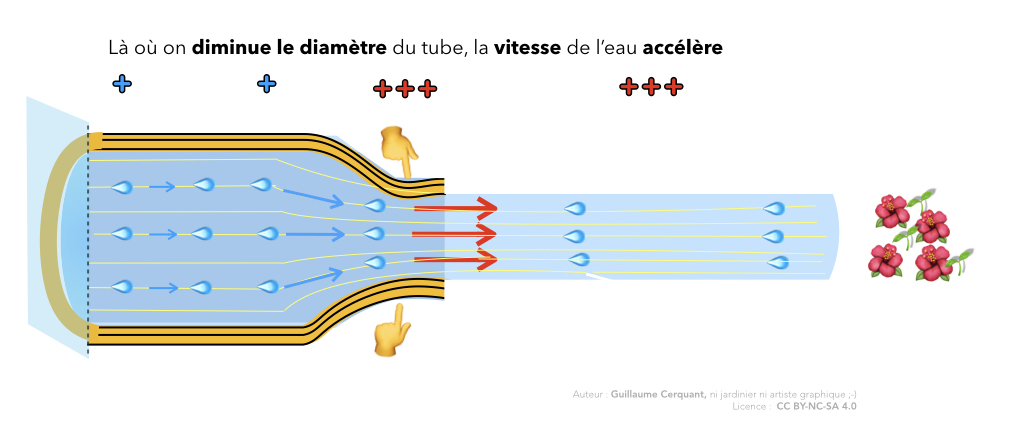 Là où on diminue le diamètre du tube, la vitesse de l'eau accélère
Auteur : Guillaume Cerquant, ni jardinier ni artiste graphique ;-)
Licence : CC BY-NC-SA 4.0